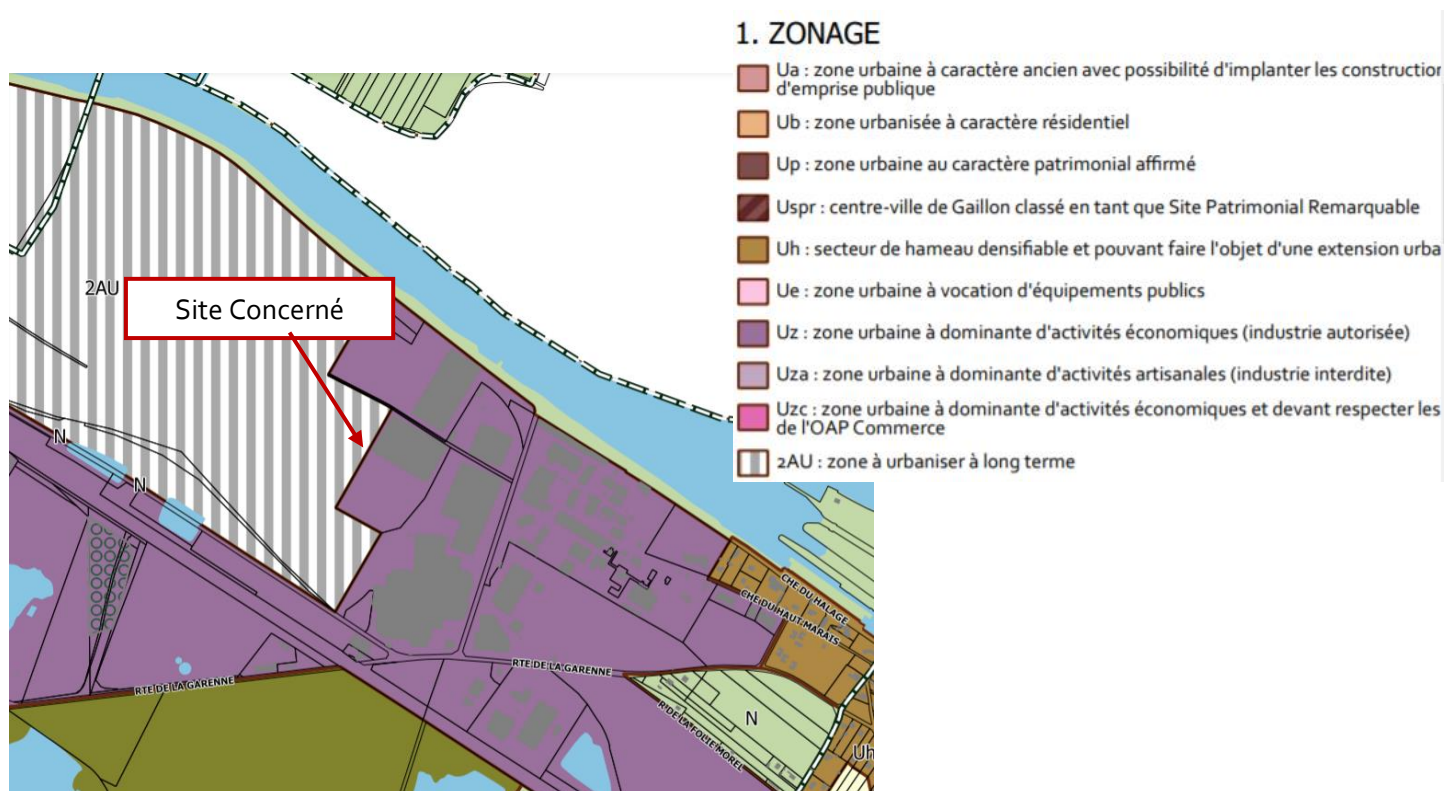 1. ZONAGE
Ua : zone urbaine à caractère ancien avec possibilité d'implanter les construction
d'emprise publique
Ub : zone urbanisée à caractère résidentiel
Up : zone urbaine au caractère patrimonial affirmé
Uspr : centre-ville de Gaillon classé en tant que Site Patrimonial Remarquable
Uh : secteur de hameau densifiable et pouvant faire l'objet d'une extension urba
Ue : zone urbaine à vocation d'équipements publics
Uz : zone urbaine à dominante d'activités économiques (industrie autorisée)
Uza : zone urbaine à dominante d'activités artisanales (industrie interdite)
Uzc : zone urbaine à dominante d'activités économiques et devant respecter les
de l'OAP Commerce
2AU : zone à urbaniser à long terme
2AU
Site Concerné
N
N
CHE DU HALAGE
CHE DU HAUT MARAIS
RTE DE LA GARENNE
RTE DE LA GARENNE
R DE LA FOLIE MOREL
N
Uh